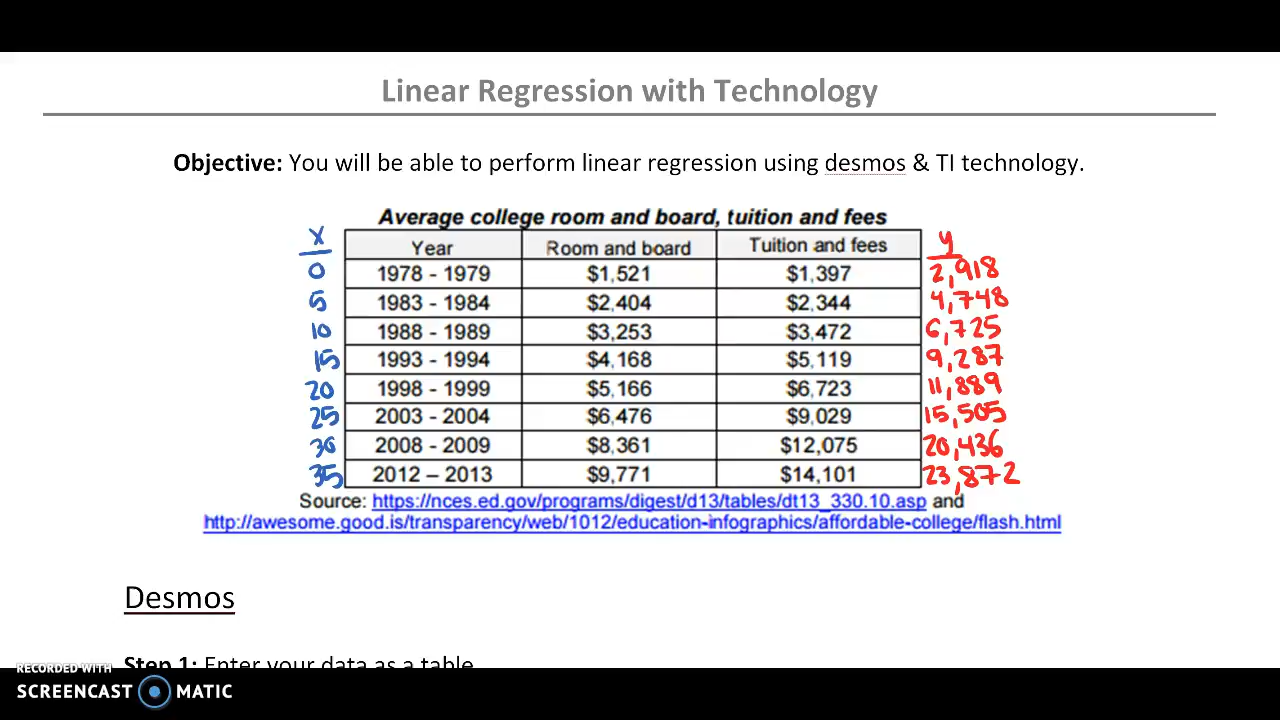 Linear Regression with Technology
Objective: You will be able to perform linear regression using desmos & TI technology.
Average college room and board, tuition and fees
x Year Room and board Tuition and fees y
0 1978 - 1979 $1,521 $1,397 2,918
5 1983 - 1984 $2,404 $2,344 4,748
10 1988 - 1989 $3,253 $3,472 6,725
15 1993 - 1994 $4,168 $5,119 9,287
20 1998 - 1999 $5,166 $6,723 11,889
25 2003 - 2004 $6,476 $9,029 15,505
30 2008 - 2009 $8,361 $12,075 20,436
35 2012 – 2013 $9,771 $14,101 23,872
Source: https://nces.ed.gov/programs/digest/d13/tables/dt13_330.10.asp and
http://awesome.good.is/transparency/web/1012/education-infographics/affordable-college/flash.html
Desmos
Step 1: Enter your data as a table
RECORDED WITH
SCREENCAST MATIC